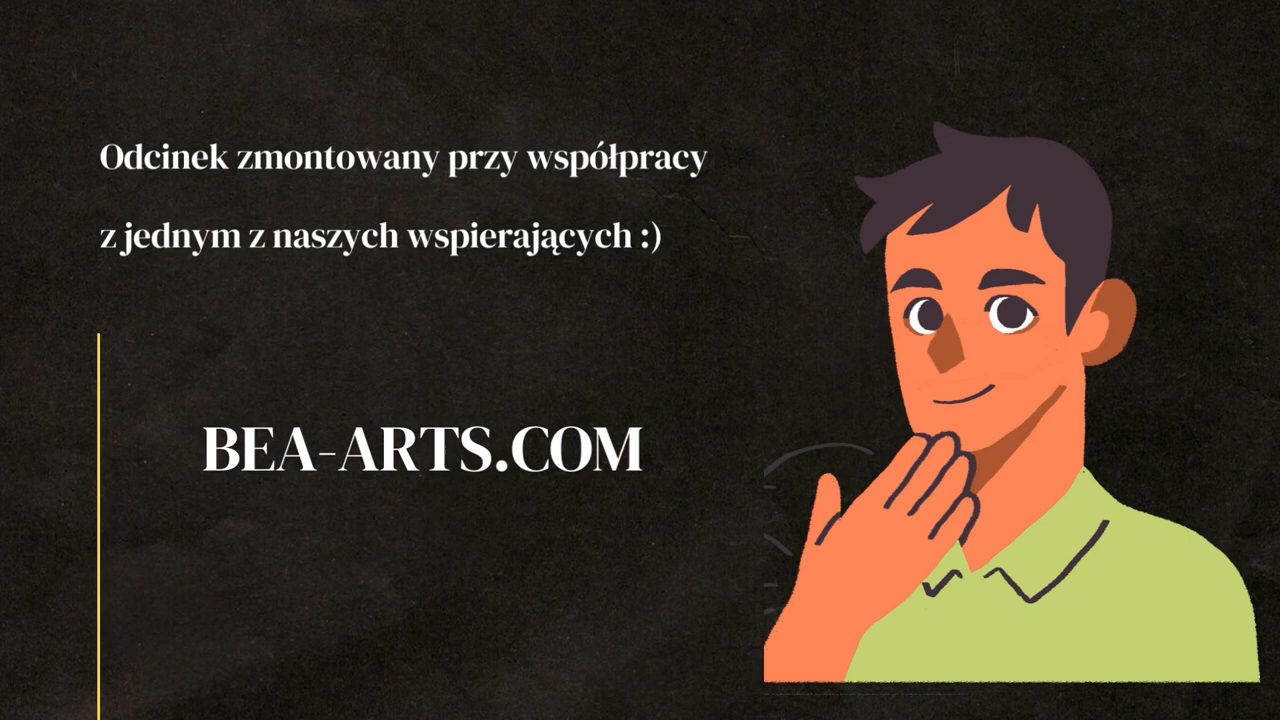 Odcinek zmontowany przy współpracy
z jednym z naszych wspierających :)
BEA-ARTS.COM